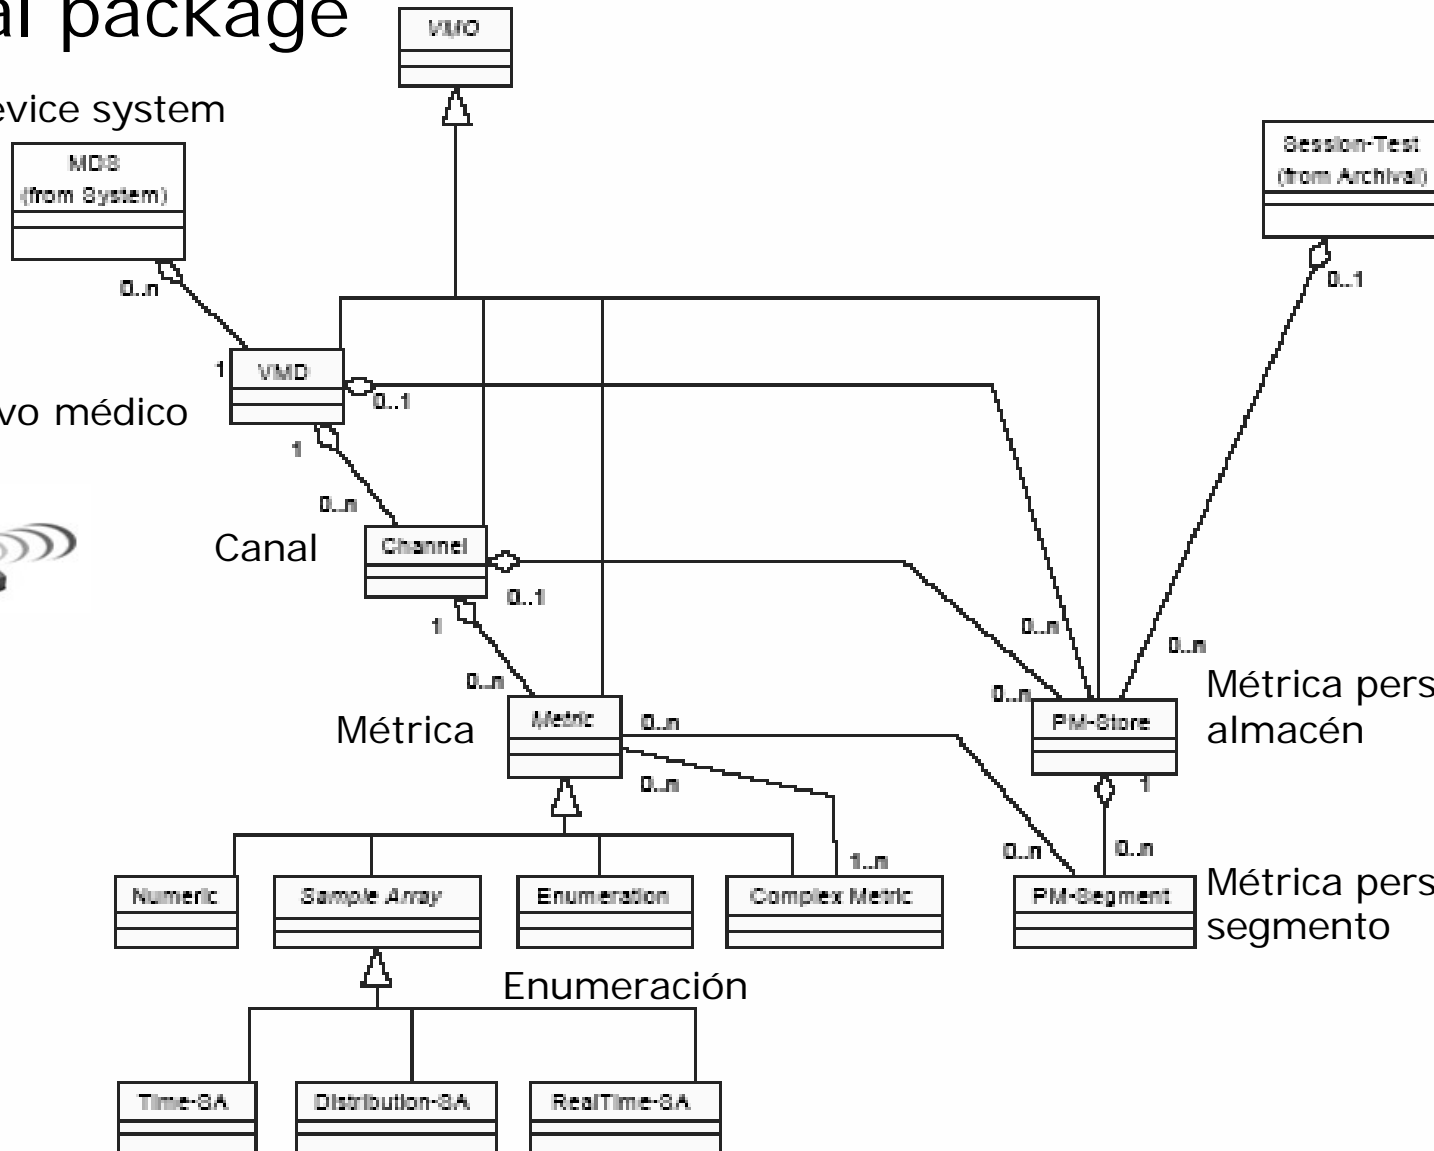 al package
VMO
evice system
MDS
(from System)
Session-Test
(from Archival)
0..n
0..1
1
VMD
0..1
vo médico
1
0..n
Canal
Channel
0..1
1
0..n
0..n
0..n
0..n
Métrica
Metric
0..n
0..n
PM-Store
Métrica pers
almacén
1
1..n
0..n
0..n
Numeric
Sample Array
Enumeration
Complex Metric
PM-Segment
Métrica pers
segmento
Enumeración
Time-SA
Distribution-SA
RealTime-SA